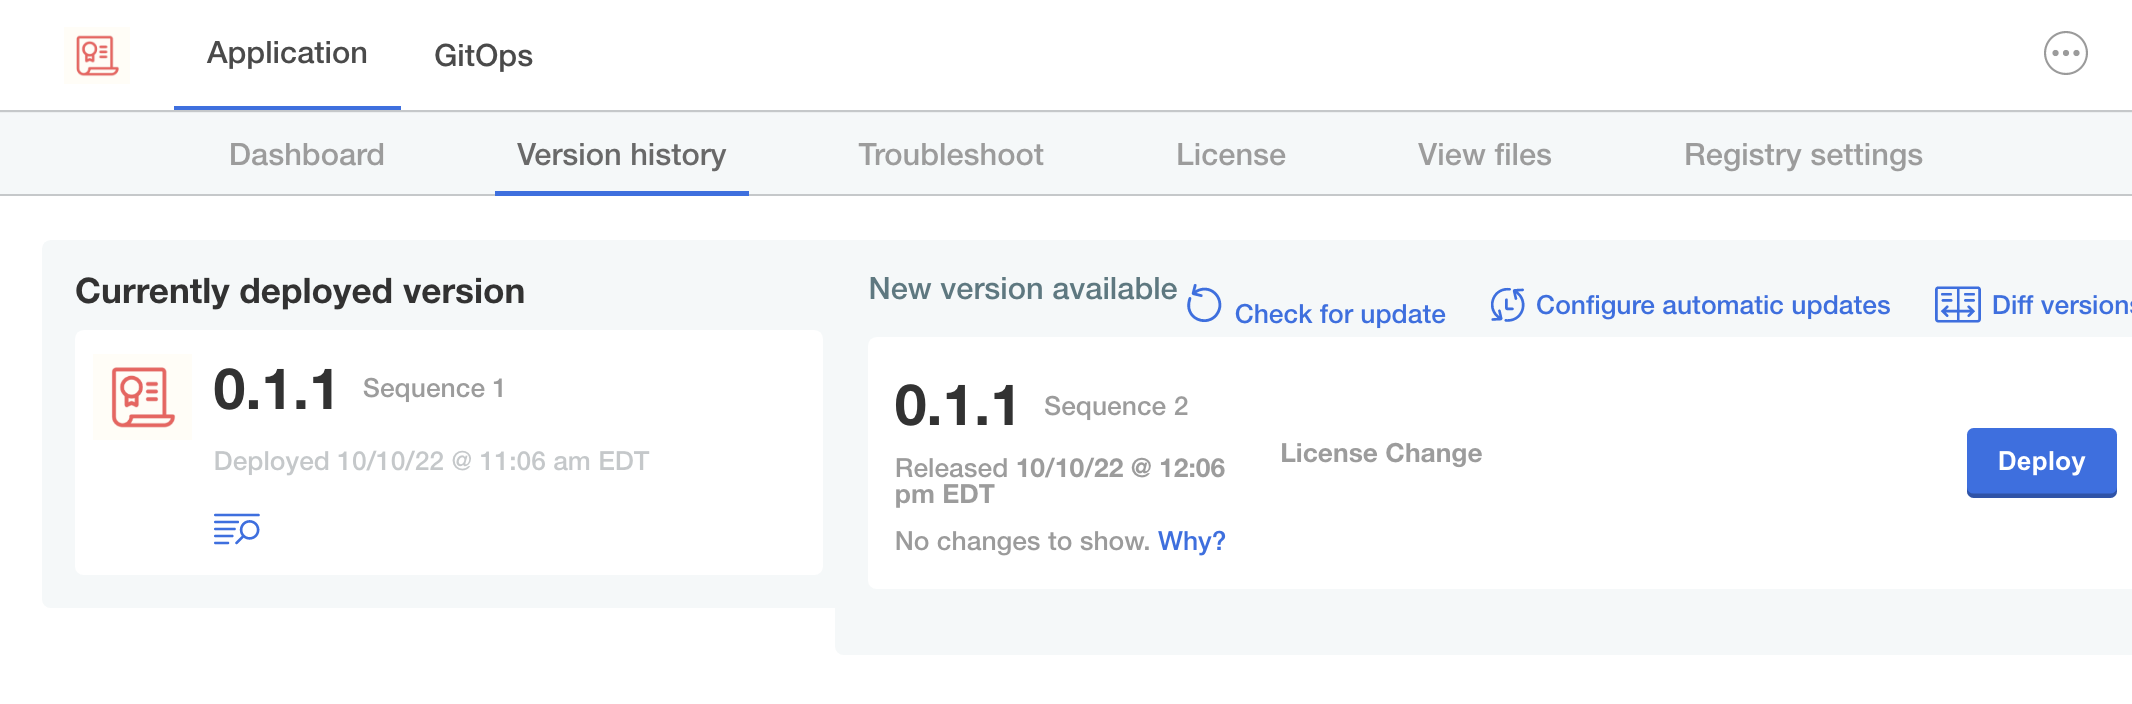 Application
GitOps
Dashboard
Version history
Troubleshoot
License
View files
Registry settings
Currently deployed version
0.1.1 Sequence 1
Deployed 10/10/22 @ 11:06 am EDT
New version available
Check for update
Configure automatic updates
Diff versions
0.1.1 Sequence 2
Released 10/10/22 @ 12:06
pm EDT
No changes to show. Why?
License Change
Deploy